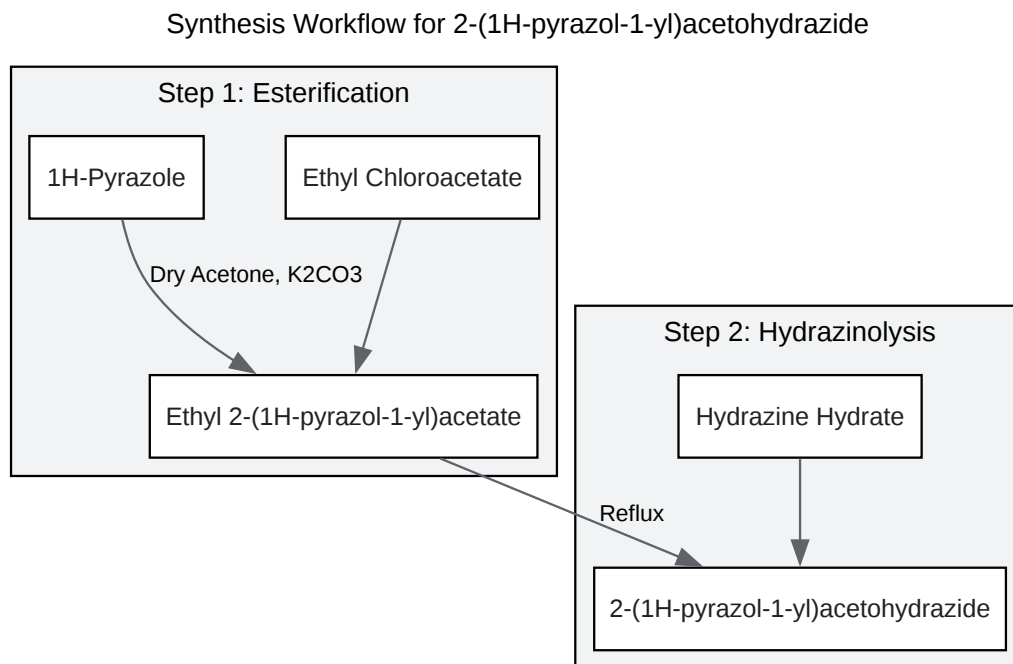 Synthesis Workflow for 2-(1H-pyrazol-1-yl)acetohydrazide
Step 1: Esterification
1H-Pyrazole
Ethyl Chloroacetate
Dry Acetone, K2CO3
Ethyl 2-(1H-pyrazol-1-yl)acetate
Step 2: Hydrazinolysis
Hydrazine Hydrate
Reflux
2-(1H-pyrazol-1-yl)acetohydrazide